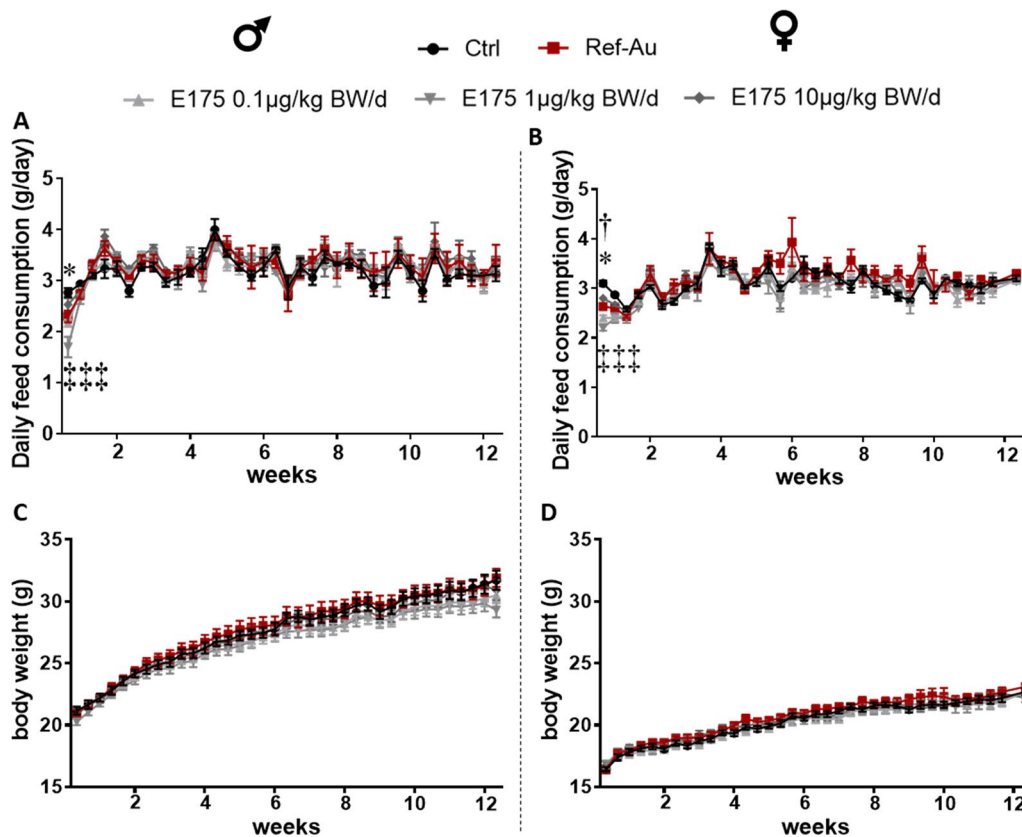 ♂ ♀
Ctrl Ref-Au
E175 0.1µg/kg BW/d E175 1µg/kg BW/d E175 10µg/kg BW/d
A
Daily feed consumption (g/day)
5
4
3
2
1
0
*
‡‡‡
2 4 6 8 10 12
weeks
B
Daily feed consumption (g/day)
5
4
3
2
1
0
†
*
‡‡‡
2 4 6 8 10 12
weeks
C
body weight (g)
35
30
25
20
15
2 4 6 8 10 12
weeks
D
body weight (g)
35
30
25
20
15
2 4 6 8 10 12
weeks